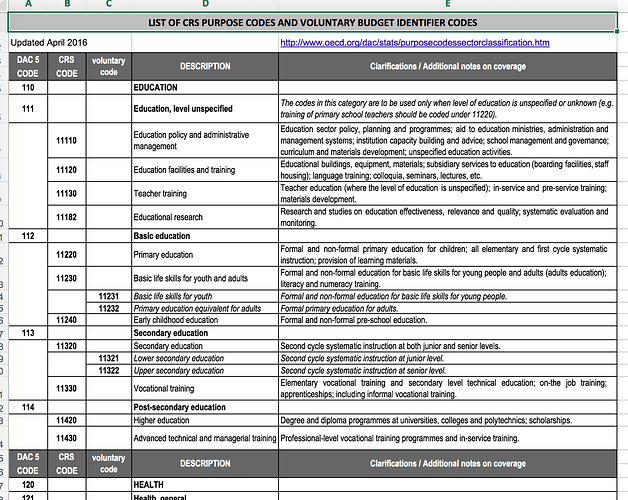 A B C D E
LIST OF CRS PURPOSE CODES AND VOLUNTARY BUDGET IDENTIFIER CODES
Updated April 2016 http://www.oecd.org/dac/stats/purposecodessectorclassification.htm
DAC 5 CODE CRS CODE voluntary code DESCRIPTION Clarifications / Additional notes on coverage
110 EDUCATION
111 Education, level unspecified The codes in this category are to be used only when level of education is unspecified or unknown (e.g.
training of primary school teachers should be coded under 11220).
11110 Education policy and administrative management Education sector policy, planning and programmes; aid to education ministries, administration and
management systems; institution capacity building and advice; school management and governance;
curriculum and materials development; unspecified education activities.
11120 Education facilities and training Educational buildings, equipment, materials; subsidiary services to education (boarding facilities, staff
housing); language training; colloquia, seminars, lectures, etc.
11130 Teacher training Teacher education (where the level of education is unspecified); in-service and pre-service training;
materials development.
11182 Educational research Research and studies on education effectiveness, relevance and quality; systematic evaluation and
monitoring.
112 Basic education
11220 Primary education Formal and non-formal primary education for children; all elementary and first cycle systematic
instruction; provision of learning materials.
11230 Basic life skills for youth and adults Formal and non-formal education for basic life skills for young people and adults (adults education);
literacy and numeracy training.
11231 Basic life skills for youth Formal and non-formal education for basic life skills for young people.
11232 Primary education equivalent for adults Formal primary education for adults.
11240 Early childhood education Formal and non-formal pre-school education.
113 Secondary education
11320 Secondary education Second cycle systematic instruction at both junior and senior levels.
11321 Lower secondary education Second cycle systematic instruction at junior level.
11322 Upper secondary education Second cycle systematic instruction at senior level.
11330 Vocational training Elementary vocational training and secondary level technical education; on-the job training;
apprenticeships; including informal vocational training.
114 Post-secondary education
11420 Higher education Degree and diploma programmes at universities, colleges and polytechnics; scholarships.
11430 Advanced technical and managerial training Professional-level vocational training programmes and in-service training.
DAC 5 CODE CRS CODE voluntary code DESCRIPTION Clarifications / Additional notes on coverage
120 HEALTH
121 Health, general